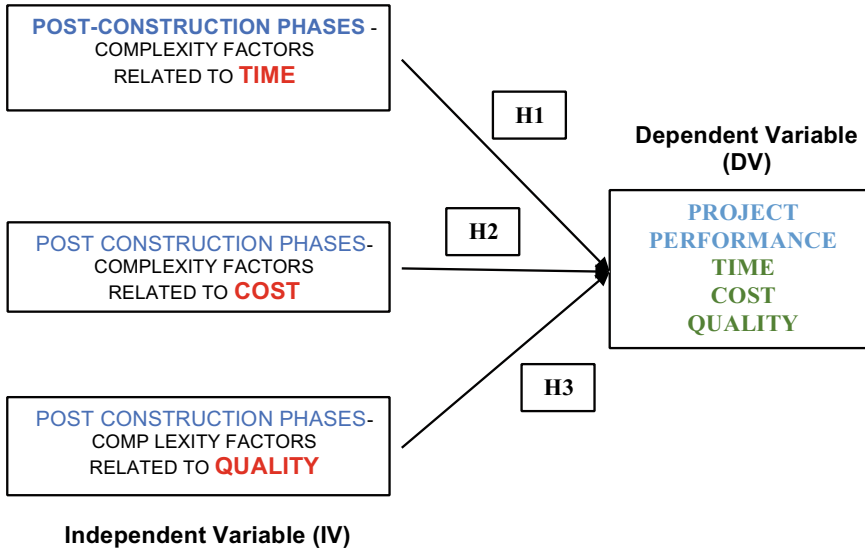 POST-CONSTRUCTION PHASES -
COMPLEXITY FACTORS
RELATED TO TIME
H1
Dependent Variable
(DV)
POST CONSTRUCTION PHASES-
COMPLEXITY FACTORS
RELATED TO COST
H2
PROJECT
PERFORMANCE
TIME
COST
QUALITY
POST CONSTRUCTION PHASES-
COMP LEXITY FACTORS
RELATED TO QUALITY
H3
Independent Variable (IV)